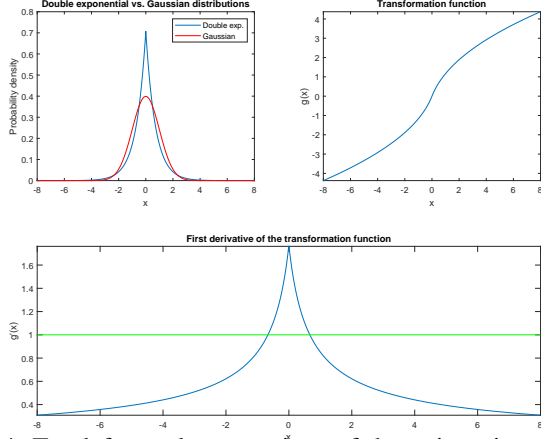 Double exponential vs. Gaussian distributions
Probability density
0.8
0.7
0.6
0.5
0.4
0.3
0.2
0.1
0
-8 -6 -4 -2 0 2 4 6 8
x
Double exp.
Gaussian
Transformation function
g(x)
4
3
2
1
0
-1
-2
-3
-4
-8 -6 -4 -2 0 2 4 6 8
x
First derivative of the transformation function
g'(x)
1.6
1.4
1.2
1
0.8
0.6
0.4
-8 -6 -4 -2 0 2 4 6 8
x